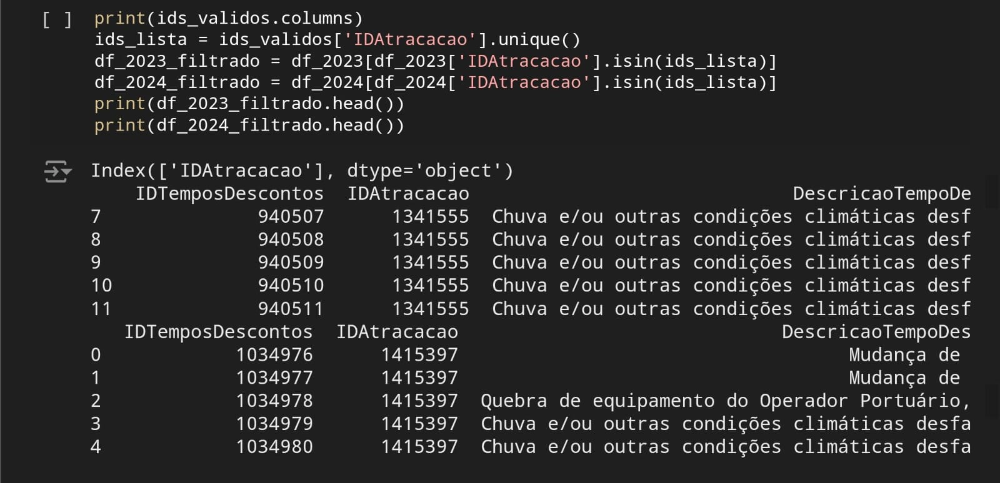 [ ] print(ids_validos.columns)
ids_lista = ids_validos['IDAtracacao'].unique()
df_2023_filtrado = df_2023[df_2023['IDAtracacao'].isin(ids_lista)]
df_2024_filtrado = df_2024[df_2024['IDAtracacao'].isin(ids_lista)]
print(df_2023_filtrado.head())
print(df_2024_filtrado.head())
Index(['IDAtracacao'], dtype='object')
IDTemposDescontos IDAtracacao DescricaoTempoDe
7 940507 1341555 Chuva e/ou outras condições climáticas desf
8 940508 1341555 Chuva e/ou outras condições climáticas desf
9 940509 1341555 Chuva e/ou outras condições climáticas desf
10 940510 1341555 Chuva e/ou outras condições climáticas desf
11 940511 1341555 Chuva e/ou outras condições climáticas desf
IDTemposDescontos IDAtracacao DescricaoTempoDes
0 1034976 1415397 Mudança de
1 1034977 1415397 Mudança de
2 1034978 1415397 Quebra de equipamento do Operador Portuário,
3 1034979 1415397 Chuva e/ou outras condições climáticas desfa
4 1034980 1415397 Chuva e/ou outras condições climáticas desfa